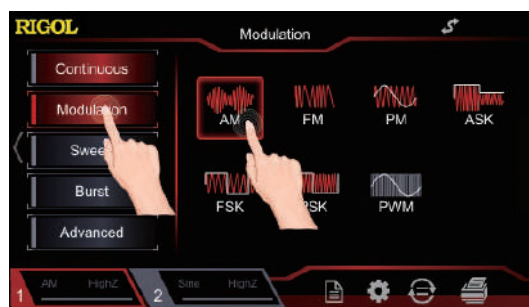 RIGOL
Modulation
Continuous
Modulation
AM
FM
PM
ASK
Burst
FSK
PWM
Advanced
1
AM
HighZ
2
Sine
HighZ